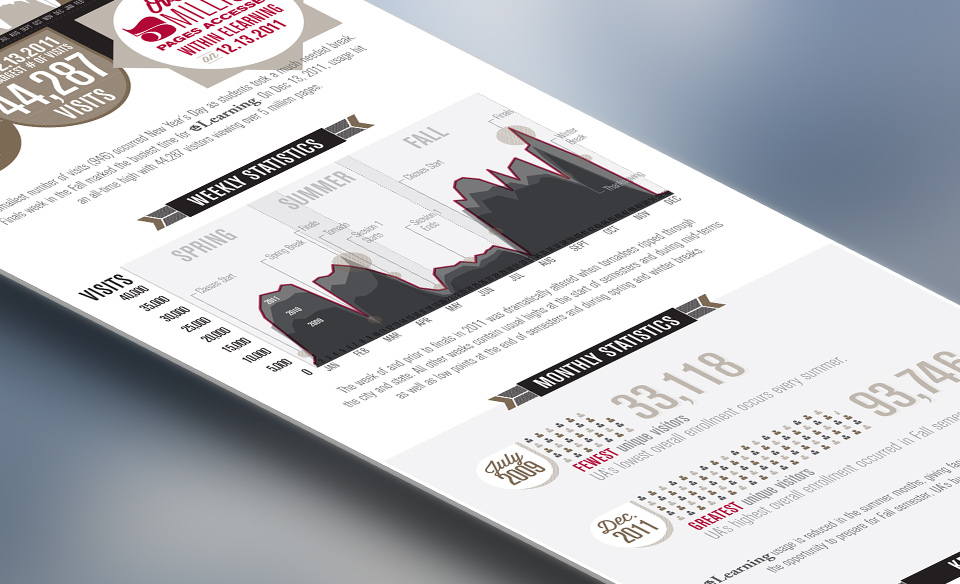 AUG SEPT OCT NOV DEC JAN FEB
MILLION
PAGES ACCESSED
WITHIN ELEARNING
on 12.13.2011
12.13.2011
LARGEST # OF VISITS
44,287
VISITS
smallest number of visits (946) occurred New Year's Day as students took a much needed break.
Finals week in the Fall marked the busiest time for eLearning. On Dec 13, 2011, usage hit
an all-time high with 44,287 visitors viewing over 5 million pages.
WEEKLY STATISTICS
SPRING
SUMMER
FALL
VISITS
40,000
35,000
30,000
25,000
20,000
15,000
10,000
5,000
0
Classes Start
Spring Break
Finals
Tornado
Session 1
Starts
Session
Ends
Classes Start
Finals
Winter
Break
Thanksgiving
2011
2010
2009
JAN
FEB
MAR
APR
MAY
JUN
JUL
AUG
SEPT
OCT
NOV
DEC
The week of and prior to finals in 2011 was dramatically altered when tornadoes ripped through
the city and state. All other weeks contain usual highs at the start of semesters and during mid-terms
as well as low points at the end of semesters and during spring and winter breaks.
MONTHLY STATISTICS
July
2009
33,118
FEWEST unique visitors
UA's lowest overall enrollment occurs every summer.
Dec.
2011
93,746
GREATEST unique visitors
UA's highest overall enrollment occurred in Fall
eLearning usage is reduced in the summer months, giving
the opportunity to prepare for Fall semester. UA's